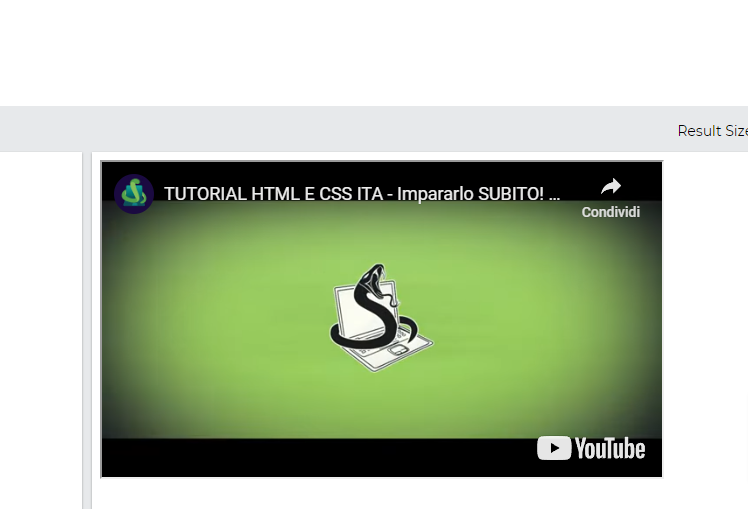 Result Size
TUTORIAL HTML E CSS ITA - Impararlo SUBITO! ...
Condividi
YouTube